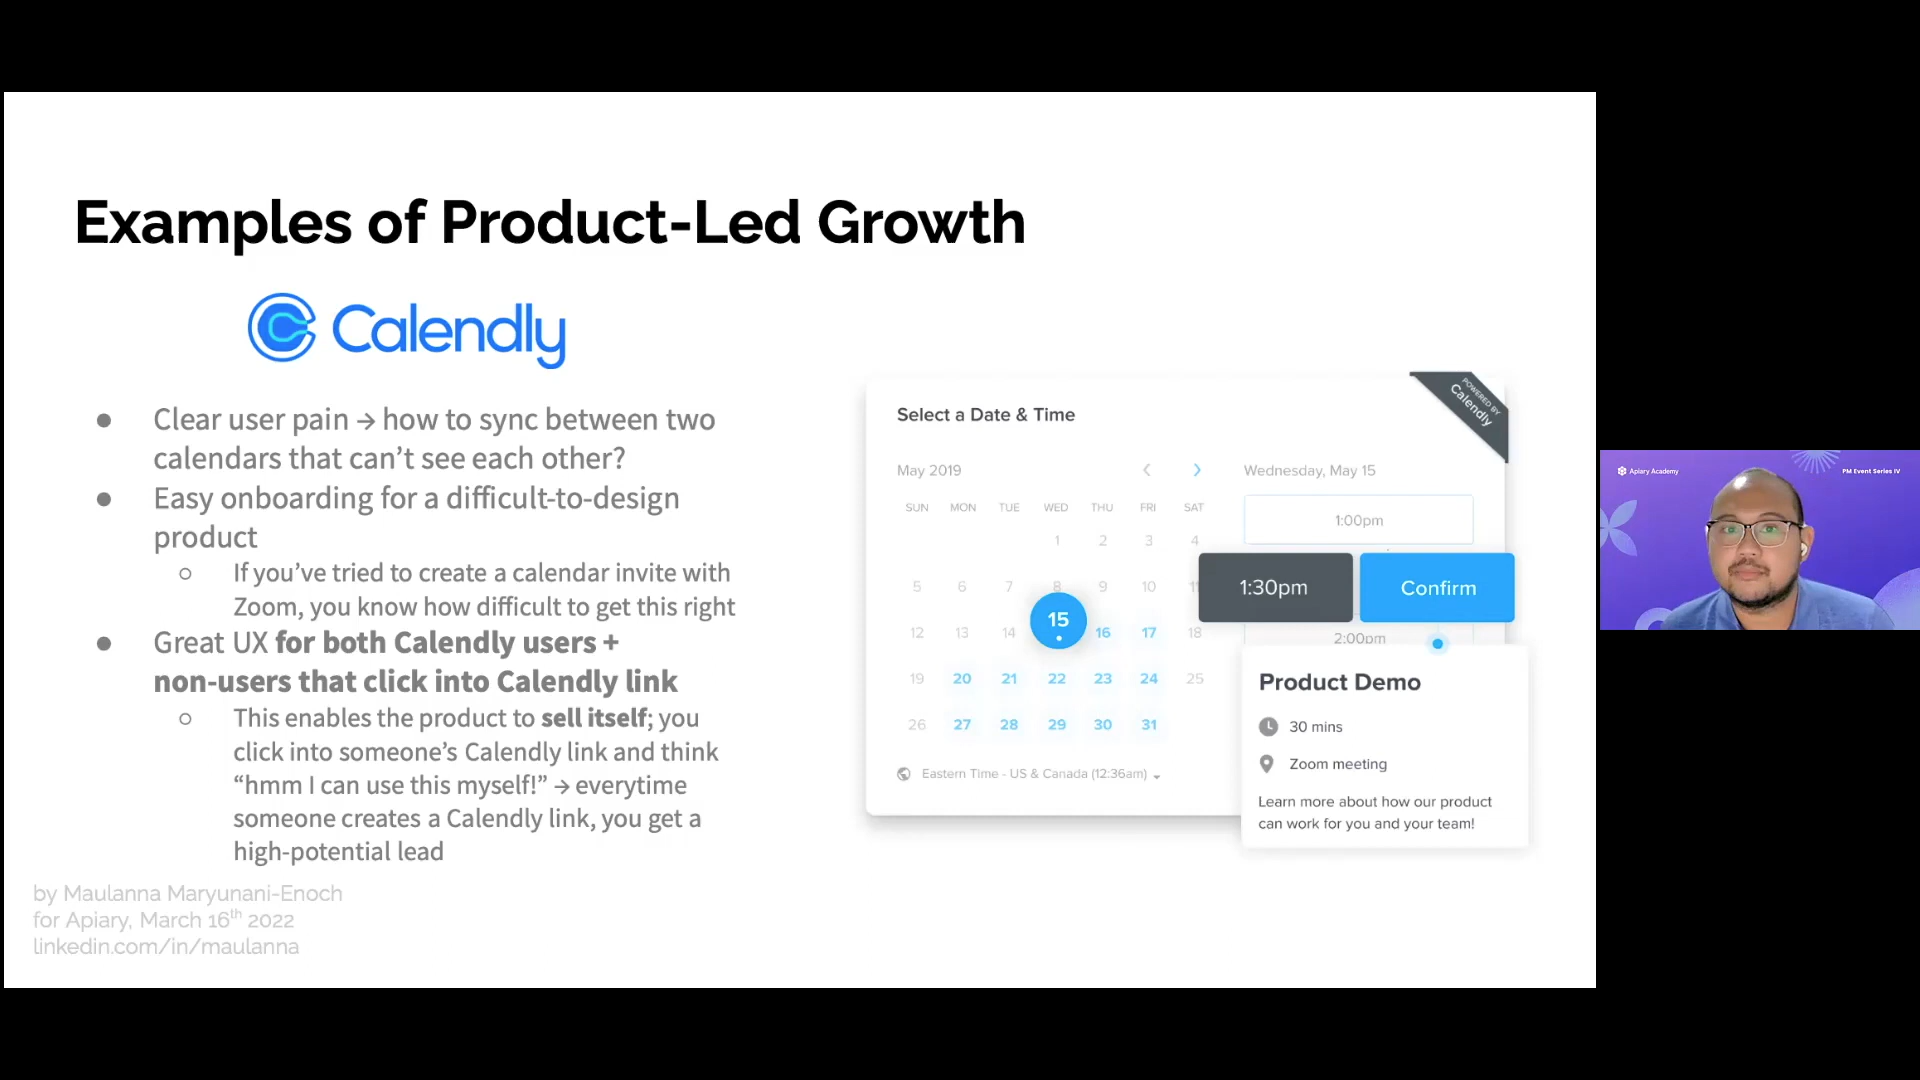 Examples of Product-Led Growth
Calendly
● Clear user pain → how to sync between two
calendars that can’t see each other?
● Easy onboarding for a difficult-to-design
product
○ If you’ve tried to create a calendar invite with
Zoom, you know how difficult to get this right
● Great UX for both Calendly users +
non-users that click into Calendly link
○ This enables the product to sell itself; you
click into someone’s Calendly link and think
“hmm I can use this myself!” → everytime
someone creates a Calendly link, you get a
high-potential lead
by Maulanna Maryunani-Enoch
for Apiary, March 16th 2022
linkedin.com/in/maulanna
Select a Date & Time
POWERED BY
Calendly
May 2019 < >
SUN MON TUE WED THU FRI SAT
1 2 3 4
5 6 7 8 9 10 11
12 13 14 15 16 17 18
19 20 21 22 23 24 25
26 27 28 29 30 31
Eastern Time - US & Canada (12:36am)
Wednesday, May 15
1:00pm
1:30pm Confirm
2:00pm
Product Demo
30 mins
Zoom meeting
Learn more about how our product
can work for you and your team!
Apiary Academy
PM Event Series IV